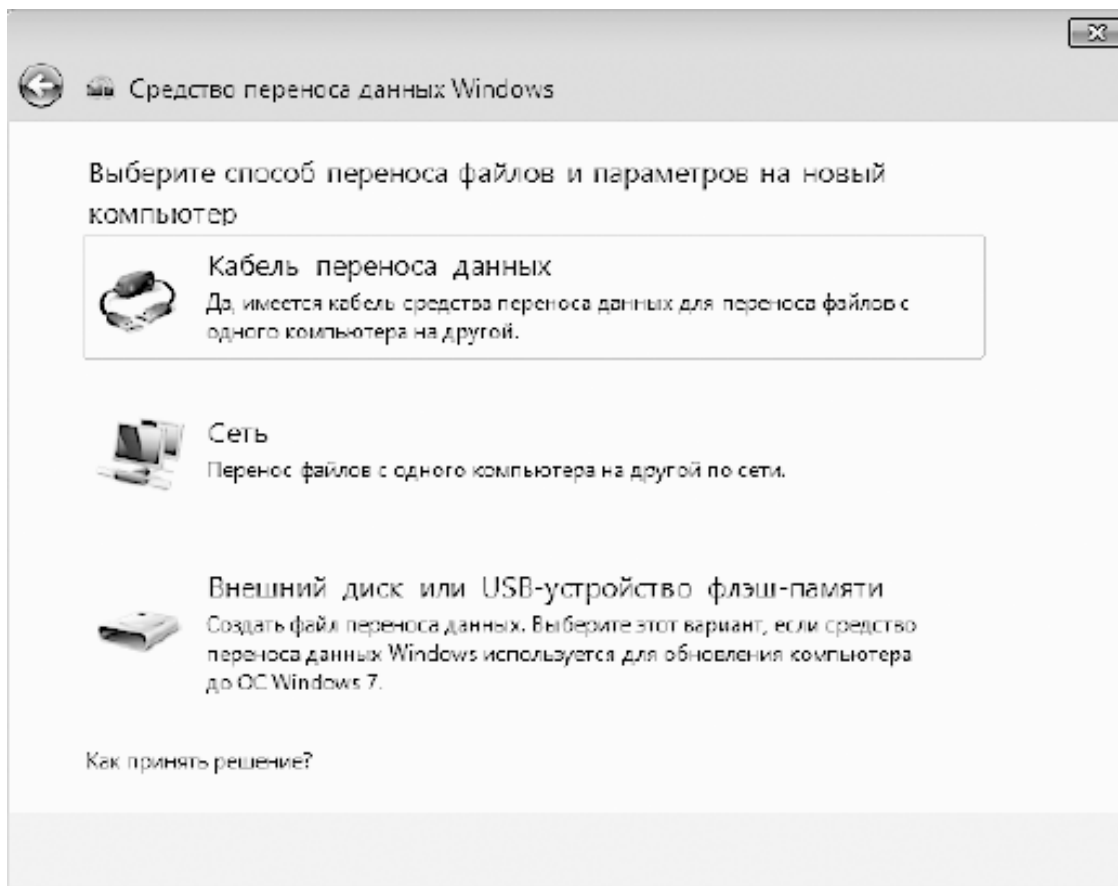 Средство переноса данных Windows
Выберите способ переноса файлов и параметров на новый
компьютер
Кабель переноса данных
Да, имеется кабель средства переноса данных для переноса файлов с
одного компьютера на другой.
Сеть
Перенос файлов с одного компьютера на другой по сети.
Внешний диск или USB-устройство флэш-памяти
Создать файл переноса данных. Выберите этот вариант, если средство
переноса данных Windows используется для обновления компьютера
до ОС Windows 7.
Как принять решение?